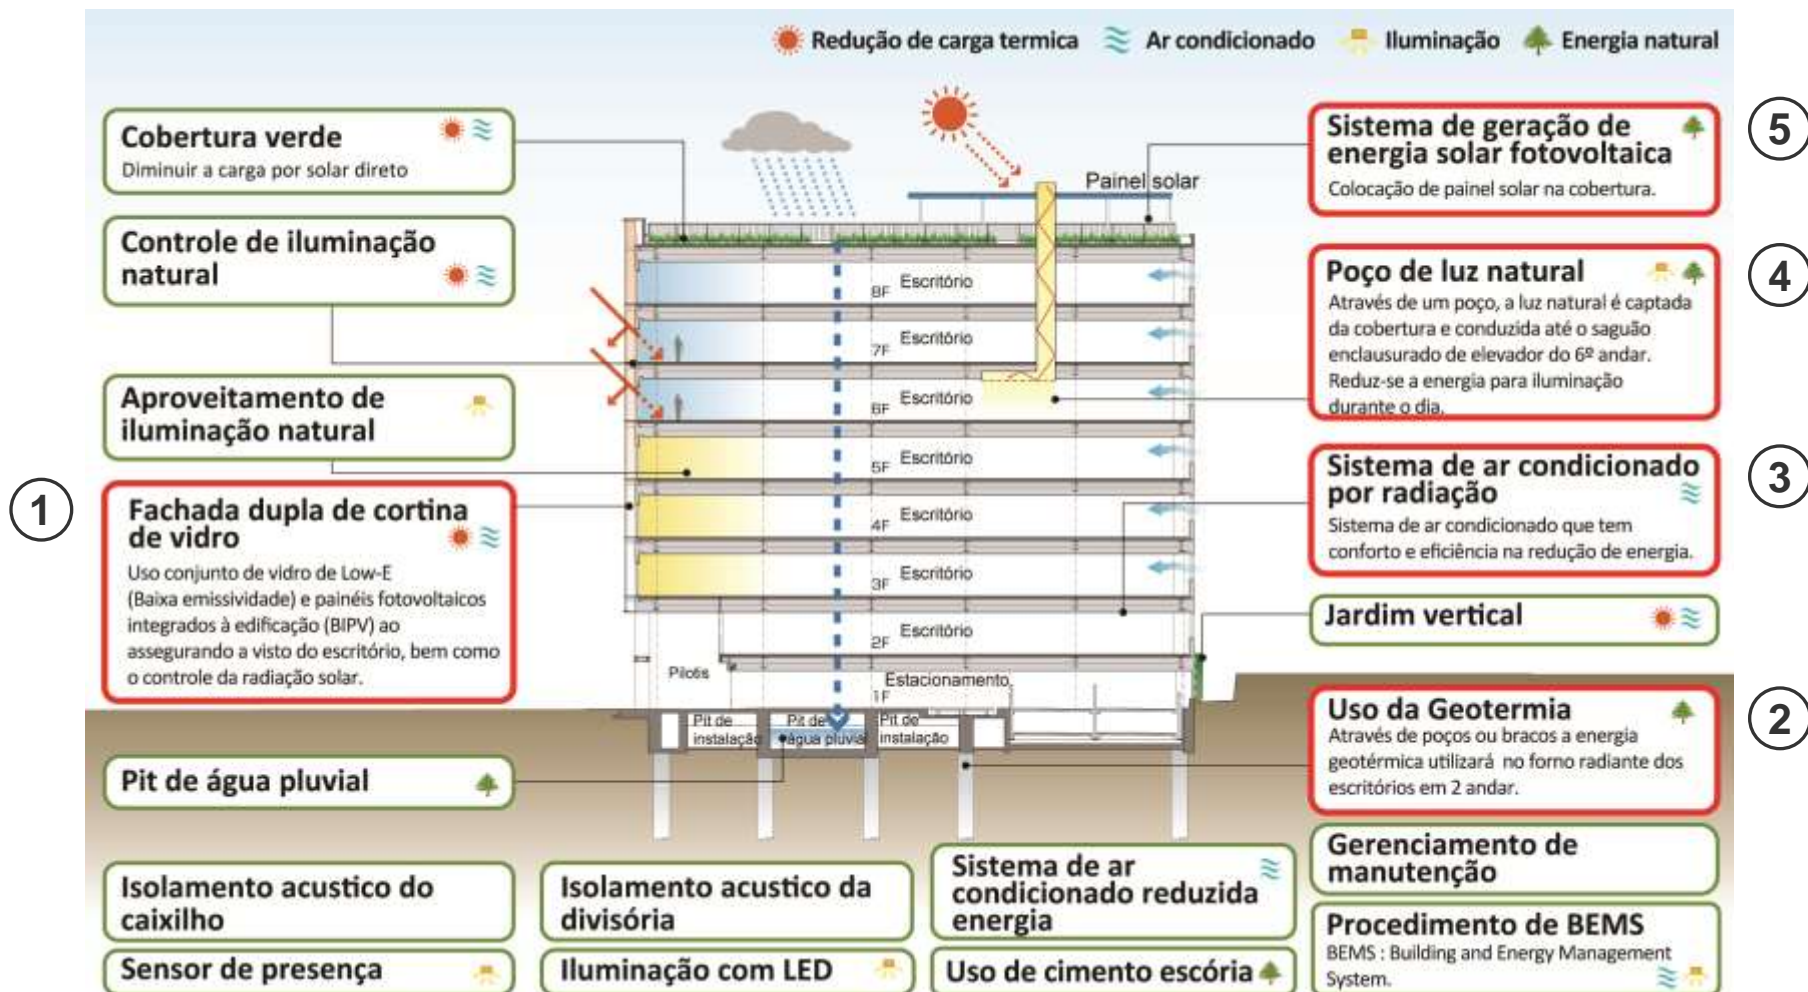 Redução de carga termica
Ar condicionado
Iluminação
Energia natural
Cobertura verde
Diminuir a carga por solar direto
Controle de iluminação
natural
Aproveitamento de
iluminação natural
1
Fachada dupla de cortina
de vidro
Uso conjunto de vidro de Low-E
(Baixa emissividade) e painéis fotovoltaicos
integrados à edificação (BIPV) ao
assegurando a visto do escritório, bem como
o controle da radiação solar.
Pit de água pluvial
Painel solar
8F Escritório
7F Escritório
6F Escritório
5F Escritório
4F Escritório
3F Escritório
2F Escritório
Pilotis
Estacionamento
1F
Pit de
instalação
Pit de
água pluvial
Pit de
instalação
Sistema de geração de
energia solar fotovoltaica
Colocação de painel solar na cobertura.
5
Poço de luz natural
Através de um poço, a luz natural é captada
da cobertura e conduzida até o saguão
enclausurado de elevador do 6º andar.
Reduz-se a energia para iluminação
durante o dia.
4
Sistema de ar condicionado
por radiação
Sistema de ar condicionado que tem
conforto e eficiência na redução de energia.
3
Jardim vertical
Uso da Geotermia
Através de poços ou bracos a energia
geotérmica utilizará no forno radiante dos
escritórios em 2 andar.
2
Isolamento acustico do
caixilho
Isolamento acustico da
divisória
Sistema de ar
condicionado reduzida
energia
Gerenciamento de
manutenção
Sensor de presença
Iluminação com LED
Uso de cimento escória
Procedimento de BEMS
BEMS : Building and Energy Management
System.